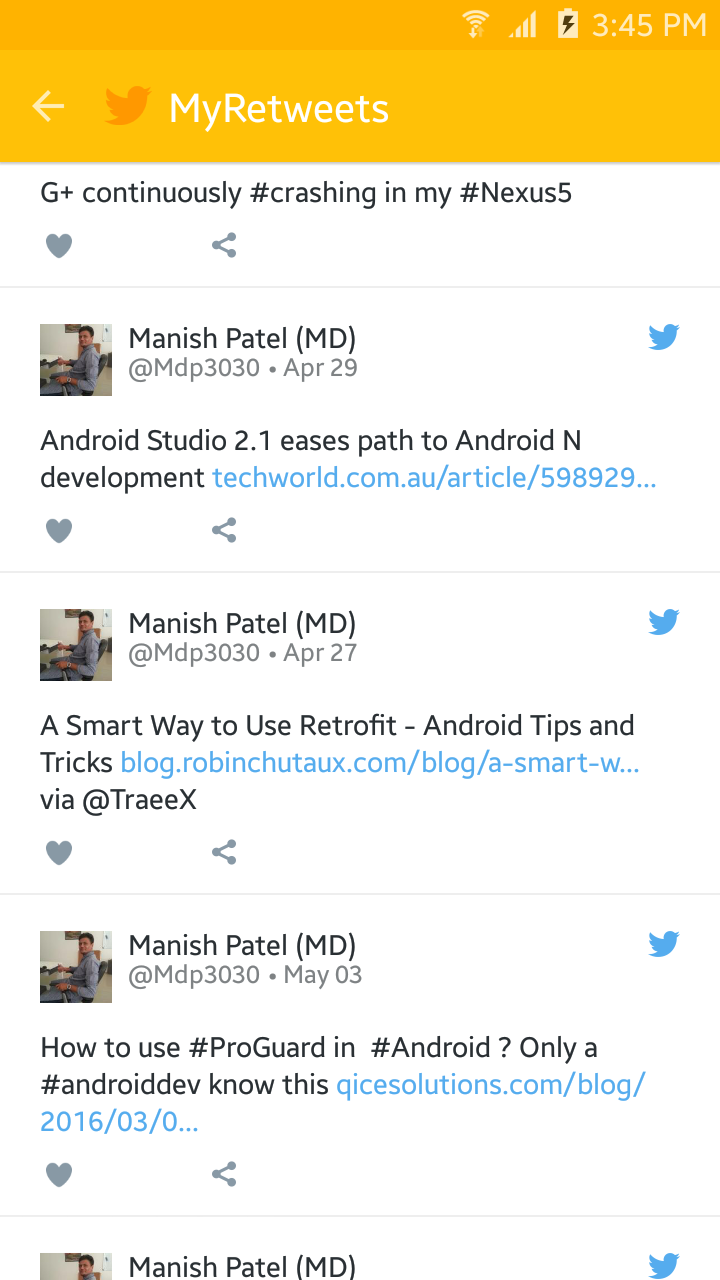 3:45 PM
MyRetweets
G+ continuously #crashing in my #Nexus5
Manish Patel (MD)
@Mdp3030 • Apr 29
Android Studio 2.1 eases path to Android N
development techworld.com.au/article/598929...
Manish Patel (MD)
@Mdp3030 • Apr 27
A Smart Way to Use Retrofit - Android Tips and
Tricks blog.robinchutaux.com/blog/a-smart-w...
via @TraeeX
Manish Patel (MD)
@Mdp3030 • May 03
How to use #ProGuard in  #Android ? Only a
#androiddev know this qicesolutions.com/blog/
2016/03/0...
Manish Patel (MD)